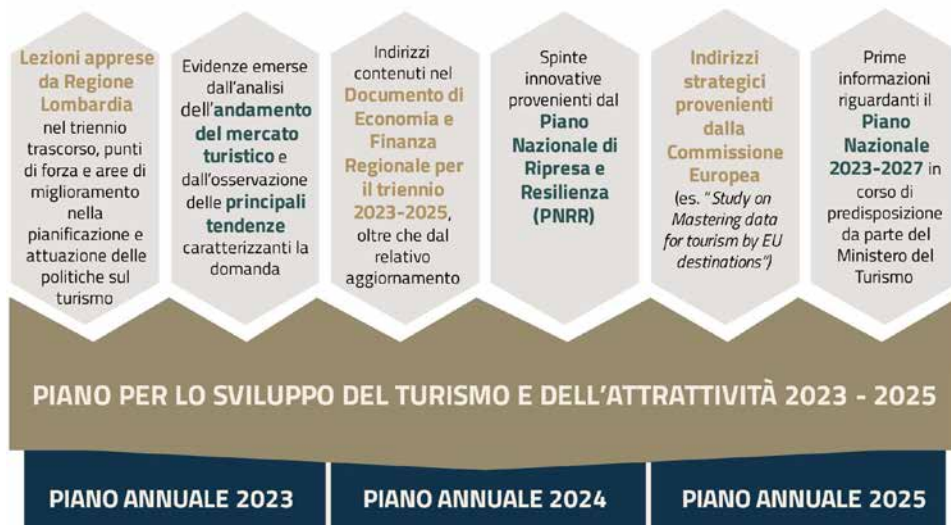 Lezioni apprese
da Regione
Lombardia
nel triennio
trascorso, punti
di forza e aree di
miglioramento
nella
pianificazione e
attuazione delle
politiche sul
turismo
Evidenze emerse
dall'analisi
dell'andamento
del mercato
turistico e
dall'osservazione
delle principali
tendenze
caratterizzanti la
domanda
Indirizzi
contenuti nel
Documento di
Economia e
Finanza
Regionale per
il triennio
2023-2025,
oltre che dal
relativo
aggiornamento
Spinte
innovative
provenienti dal
Piano
Nazionale di
Ripresa e
Resilienza
(PNRR)
Indirizzi
strategici
provenienti
dalla
Commissione
Europea
(es. "Study on
Mastering data
for tourism by EU
destinations")
Prime
informazioni
riguardanti il
Piano
Nazionale
2023-2027 in
corso di
predisposizione
da parte del
Ministero del
Turismo
PIANO PER LO SVILUPPO DEL TURISMO E DELL'ATTRATTIVITÀ 2023 - 2025
PIANO ANNUALE 2023
PIANO ANNUALE 2024
PIANO ANNUALE 2025